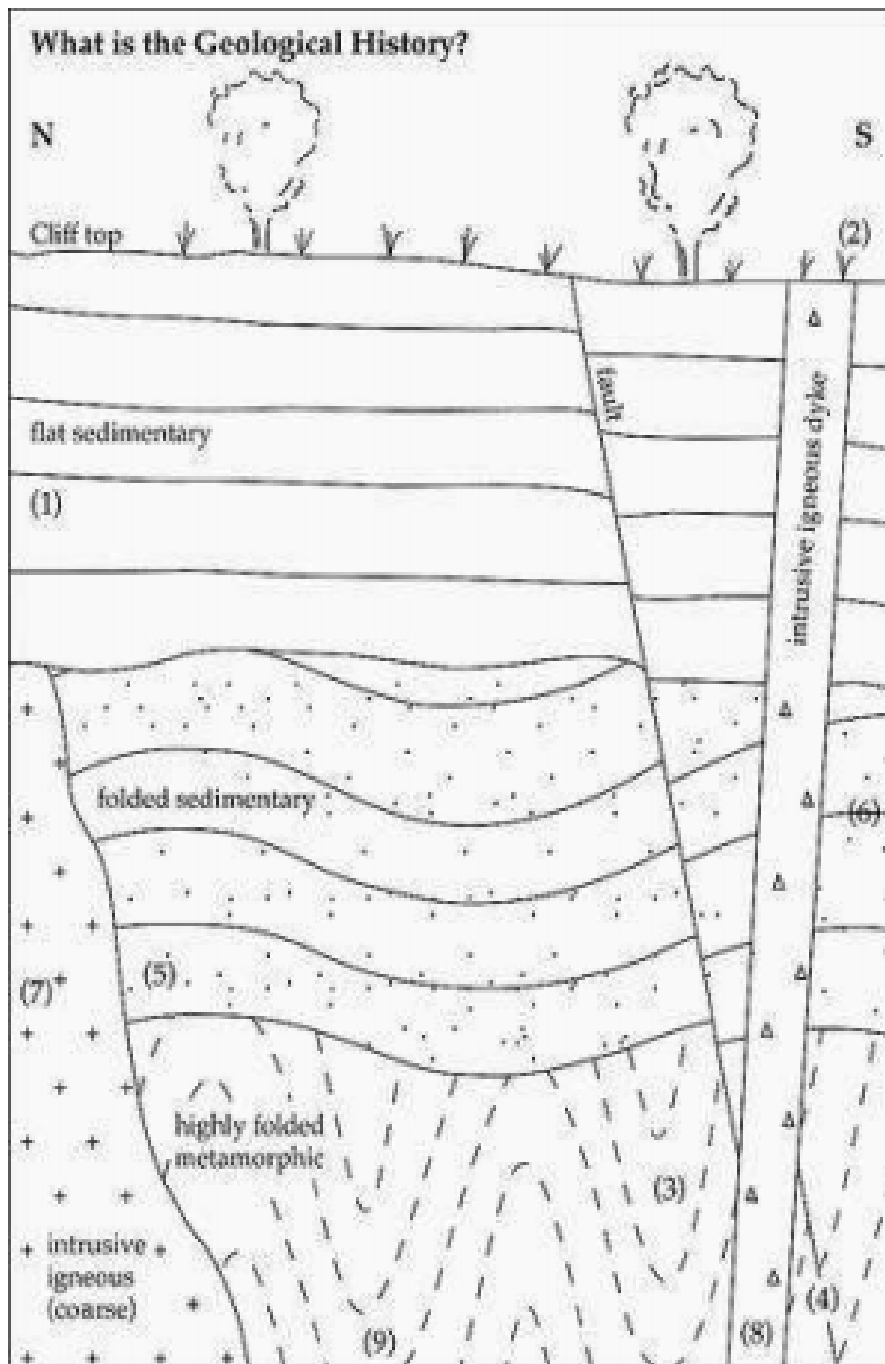 What is the Geological History?
N
S
Cliff top
(2)
fault
flat sedimentary
(1)
intrusive igneous dyke
folded sedimentary
(6)
(5)
(7)
highly folded
metamorphic
(3)
intrusive
igneous
(coarse)
(4)
(9)
(8)